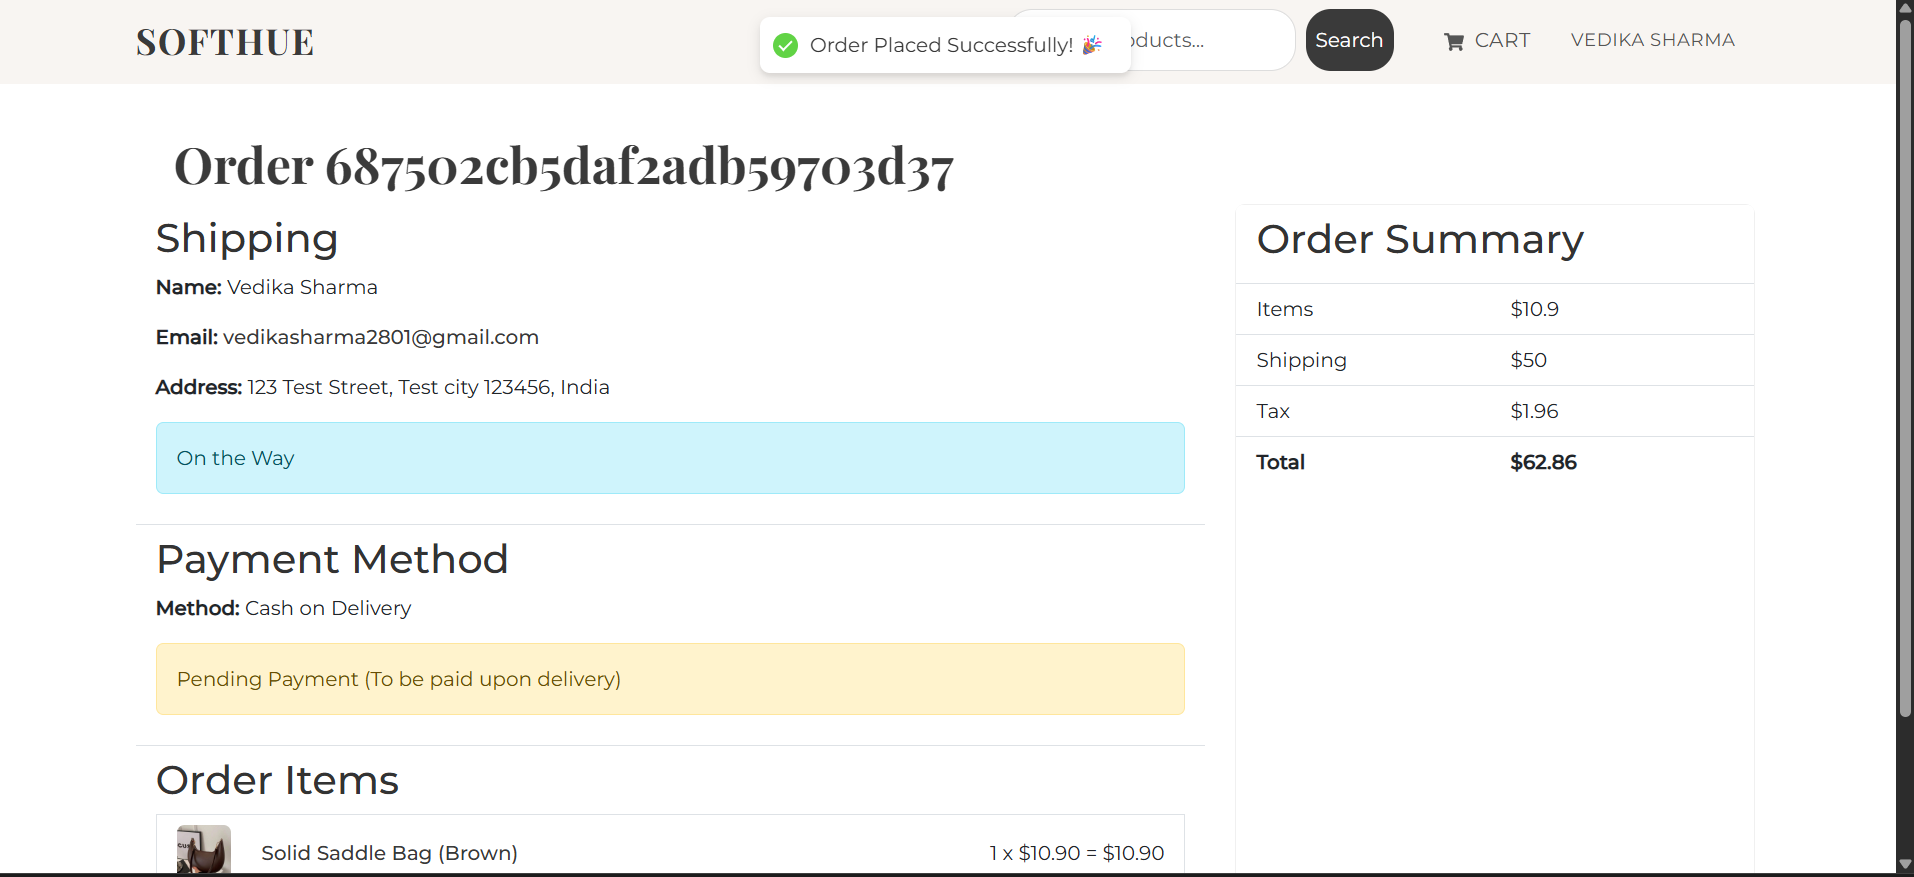 SOFTHUE
Order Placed Successfully! 🎉
oducts...
Search
CART
VEDIKA SHARMA
Order 687502cb5daf2adb59703d37
Shipping
Name: Vedika Sharma
Email: vedikasharma2801@gmail.com
Address: 123 Test Street, Test city 123456, India
On the Way
Payment Method
Method: Cash on Delivery
Pending Payment (To be paid upon delivery)
Order Items
Solid Saddle Bag (Brown) 1 x $10.90 = $10.90
Order Summary
Items $10.9
Shipping $50
Tax $1.96
Total $62.86